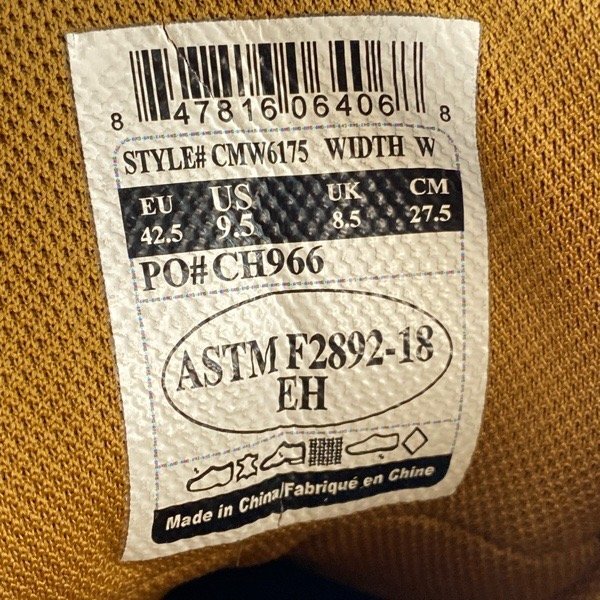 8 47816 06406 8
STYLE# CMW6175 WIDTH W
EU US UK CM
42.5 9.5 8.5 27.5
PO# CH966
ASTM F2892-18
EH
Made in China/Fabriqué en Chine